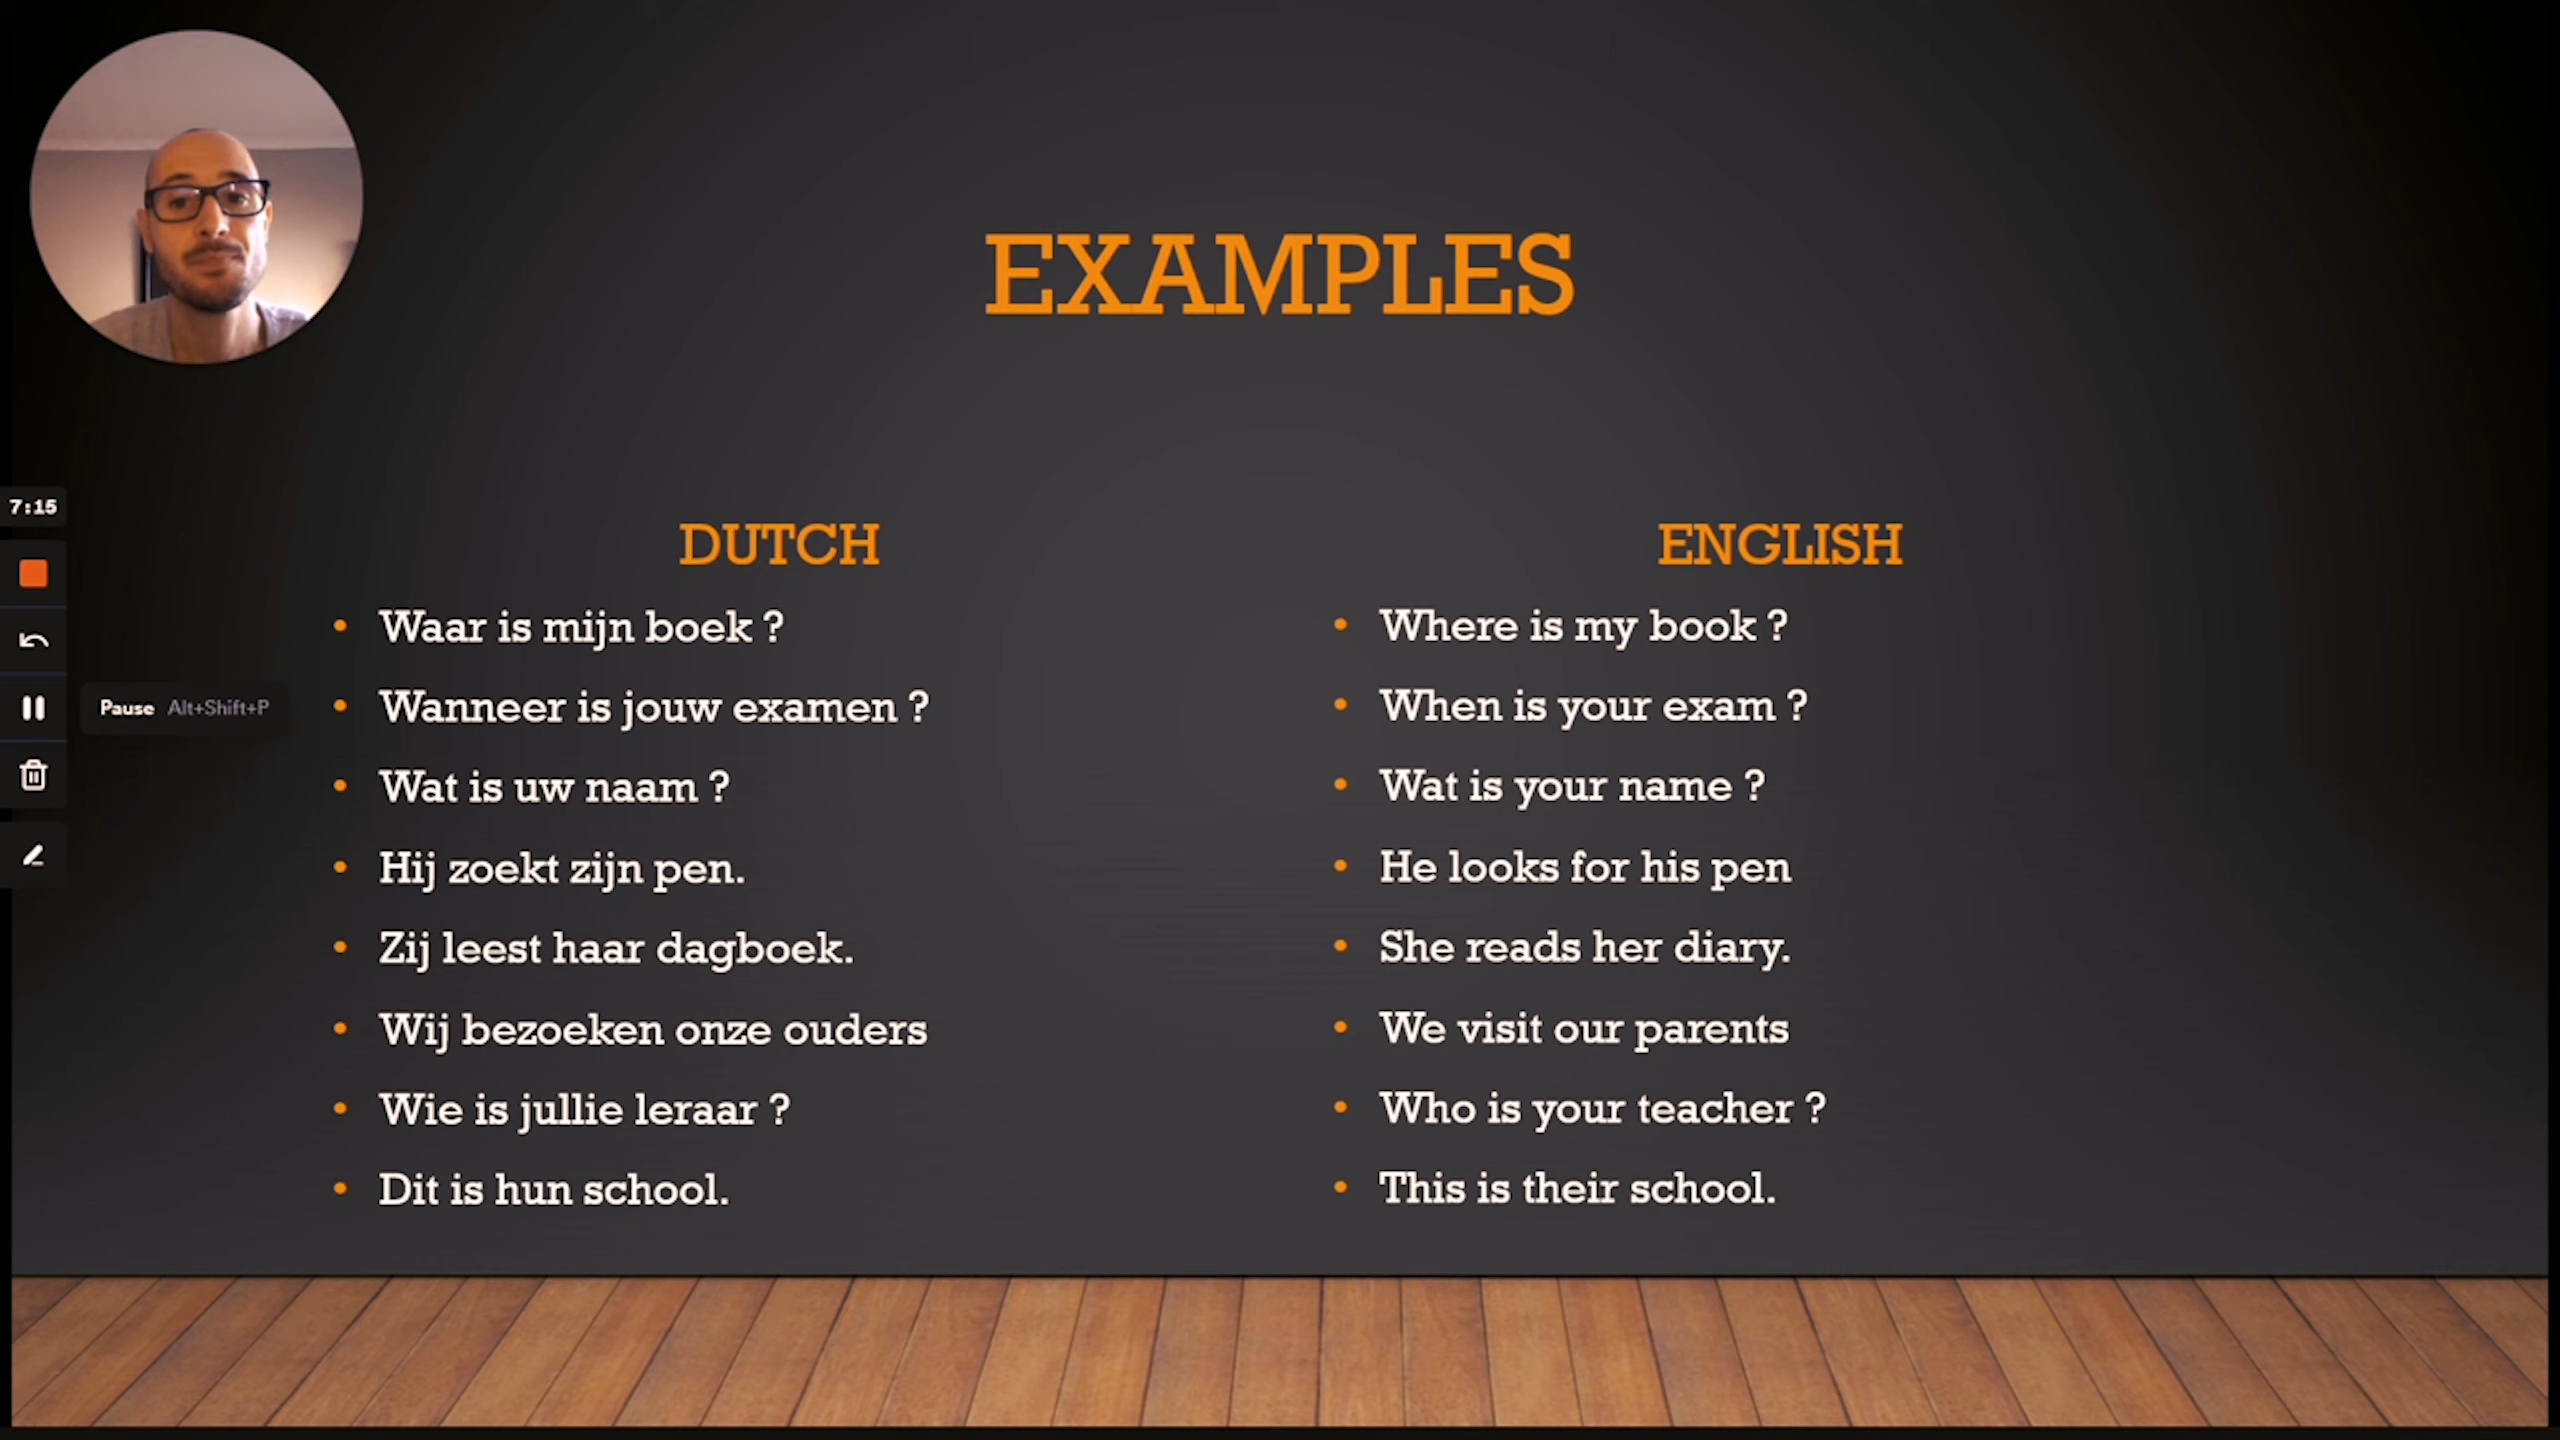 EXAMPLES
7:15
Pause Alt+Shift+P
DUTCH
• Waar is mijn boek ?
• Wanneer is jouw examen ?
• Wat is uw naam ?
• Hij zoekt zijn pen.
• Zij leest haar dagboek.
• Wij bezoeken onze ouders
• Wie is jullie leraar ?
• Dit is hun school.
ENGLISH
• Where is my book ?
• When is your exam ?
• Wat is your name ?
• He looks for his pen
• She reads her diary.
• We visit our parents
• Who is your teacher ?
• This is their school.